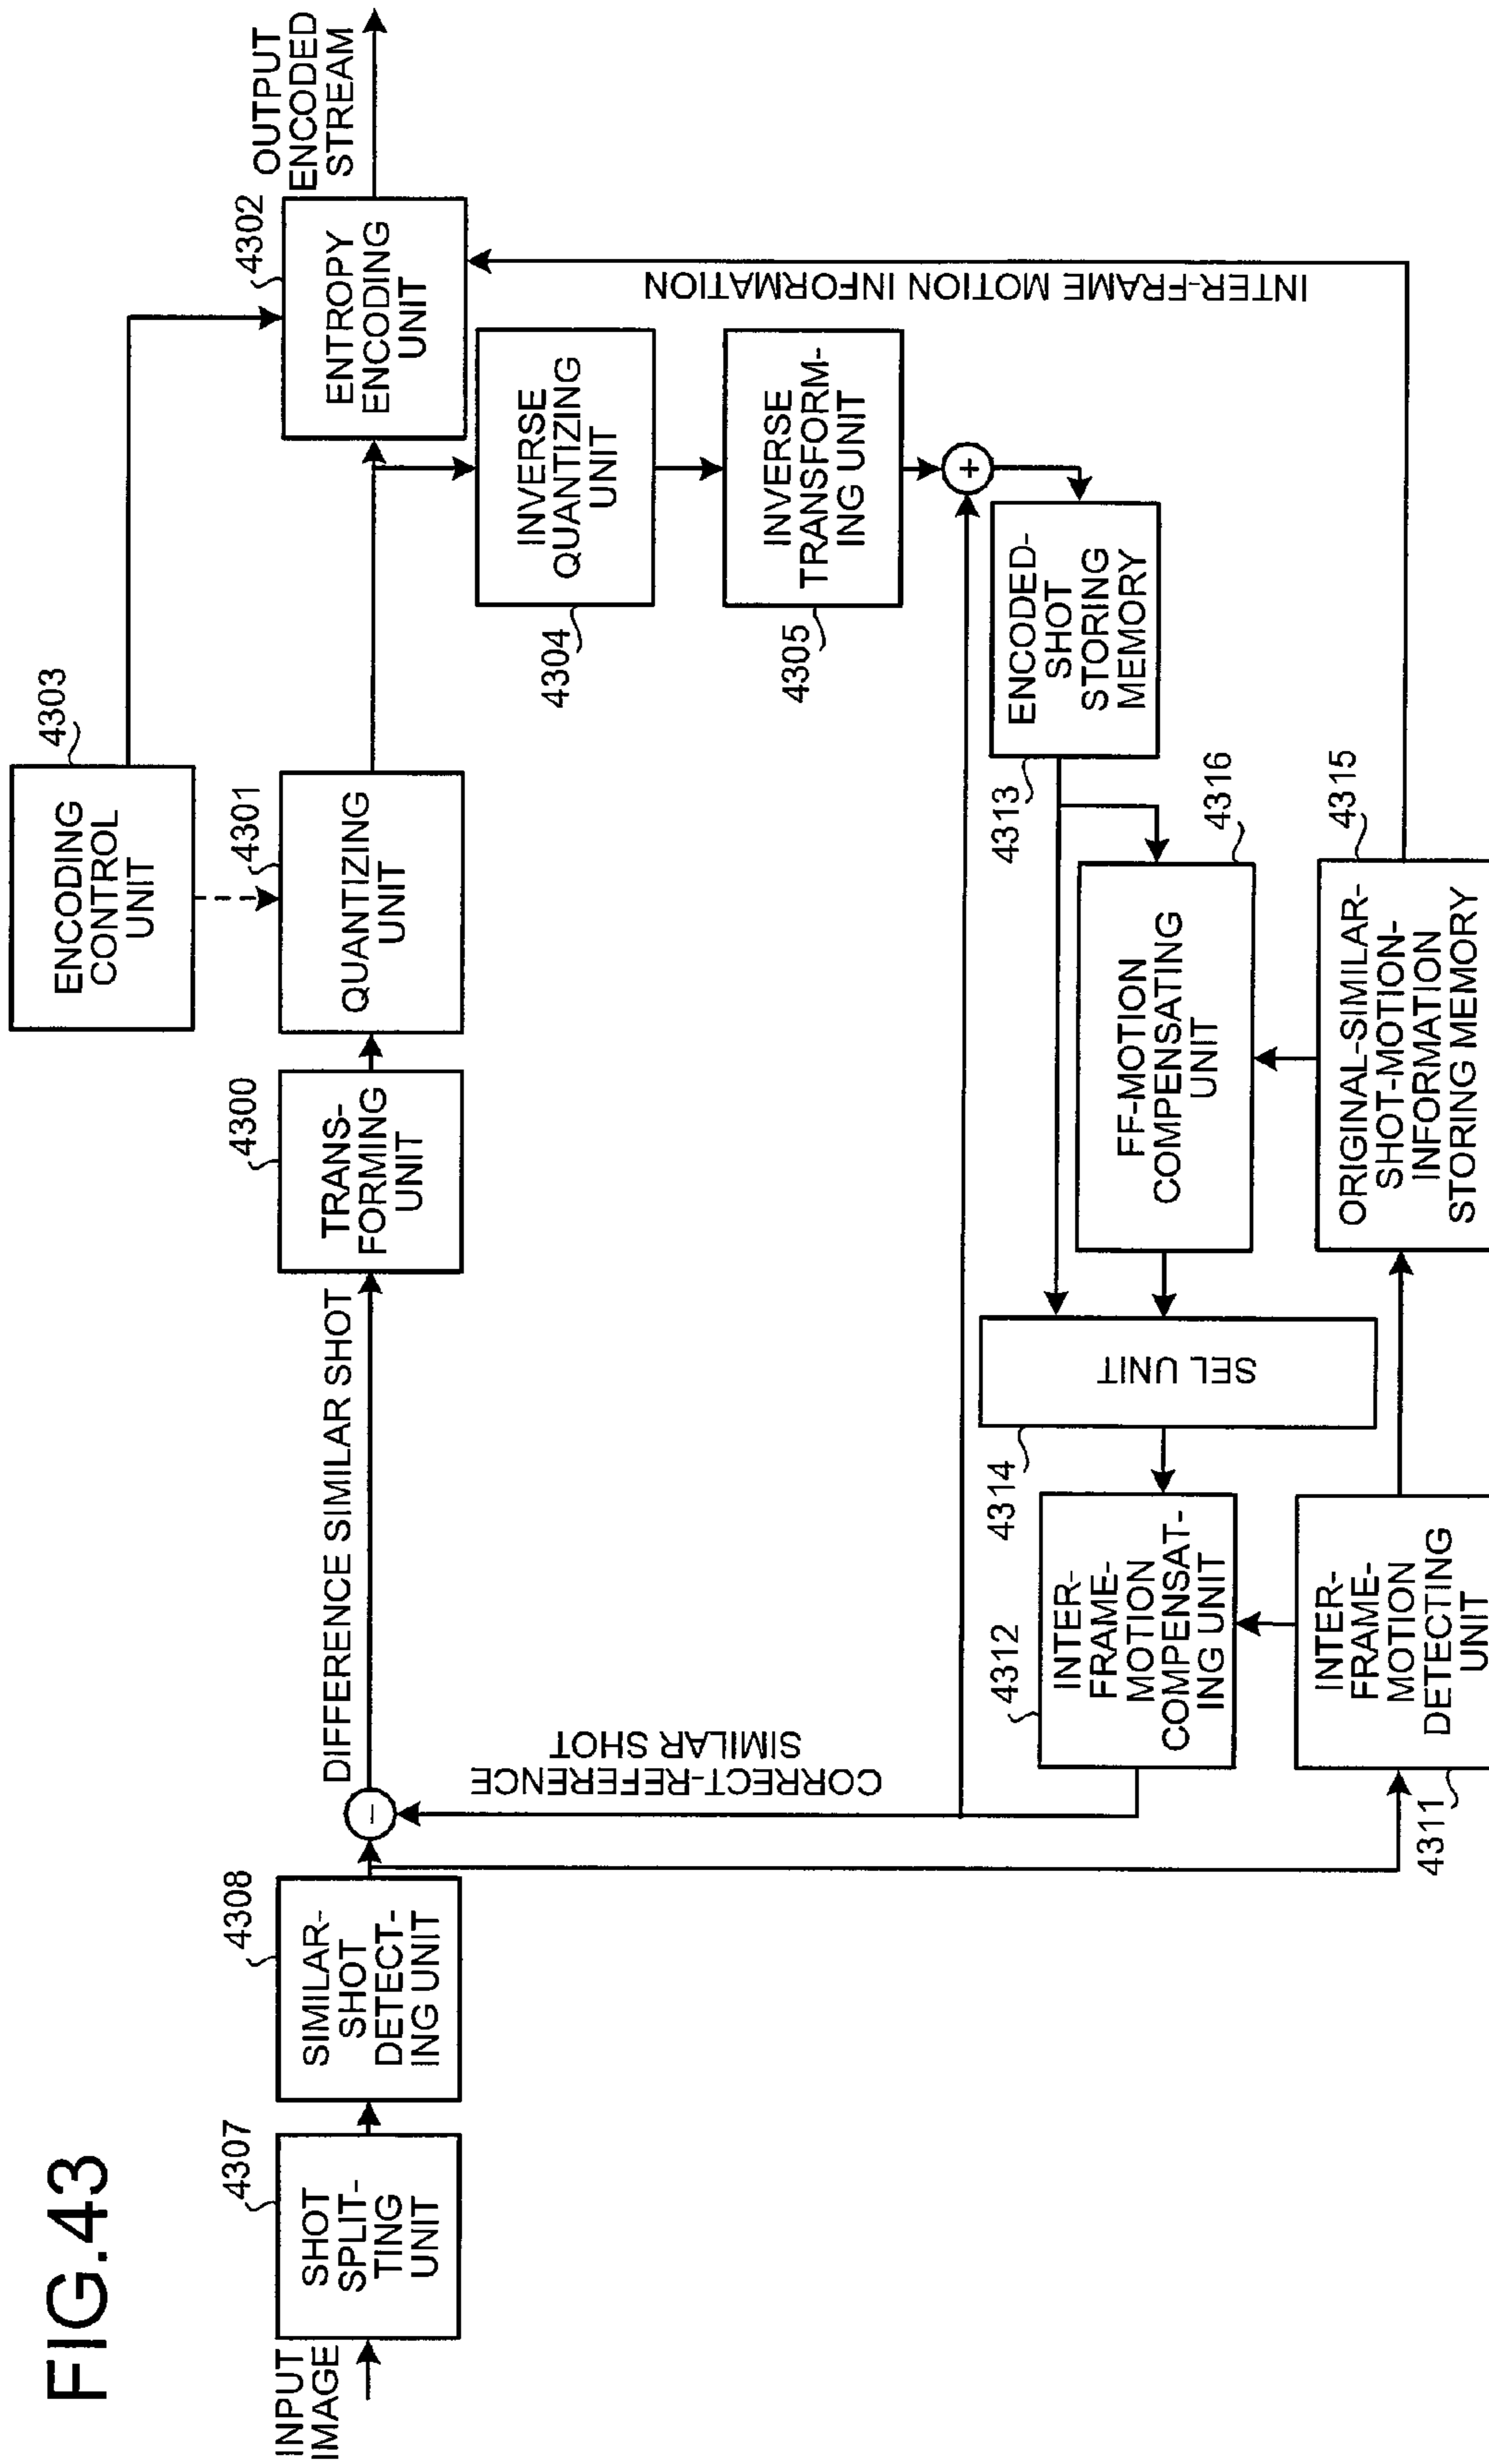 FIG.43
INPUT
IMAGE
4307
SHOT
SPLIT-
TING
UNIT
4308
SIMILAR-
SHOT
DETECT-
ING UNIT
DIFFERENCE SIMILAR SHOT
4300
TRANS-
FORMING
UNIT
4301
QUANTIZING
UNIT
4303
ENCODING
CONTROL
UNIT
4302
ENTROPY
ENCODING
UNIT
OUTPUT
ENCODED
STREAM
4304
INVERSE
QUANTIZING
UNIT
4305
INVERSE
TRANSFORM-
ING UNIT
+
−
CORRECT-REFERENCE
SIMILAR SHOT
INTER-FRAME MOTION INFORMATION
4313
ENCODED-
SHOT
STORING
MEMORY
4312
INTER-
FRAME-
MOTION
COMPENSAT-
ING UNIT
4314
SEL UNIT
4316
FF-MOTION
COMPENSATING
UNIT
4311
INTER-
FRAME-
MOTION
DETECTING
UNIT
4315
ORIGINAL-SIMILAR-
SHOT-MOTION-
INFORMATION
STORING MEMORY